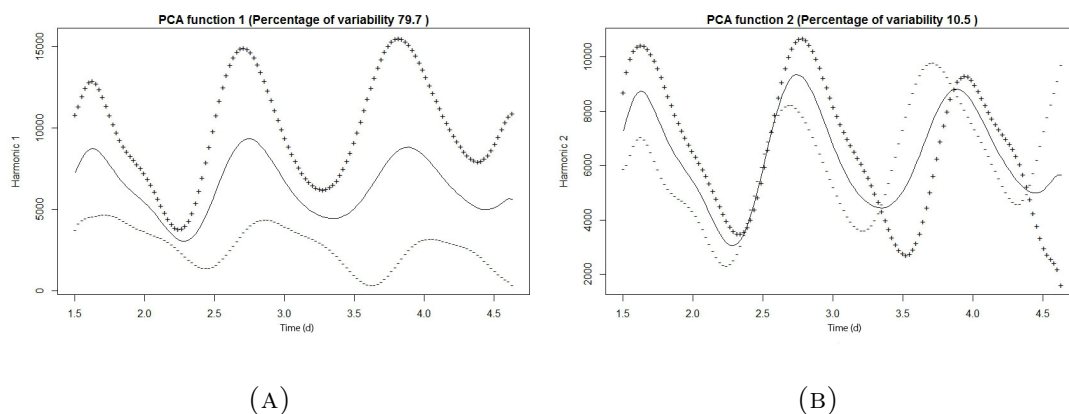 PCA function 1 (Percentage of variability 79.7 )
Harmonic 1
15000
10000
5000
0
1.5 2.0 2.5 3.0 3.5 4.0 4.5
Time (d)
(A)
PCA function 2 (Percentage of variability 10.5 )
Harmonic 2
10000
8000
6000
4000
2000
1.5 2.0 2.5 3.0 3.5 4.0 4.5
Time (d)
(B)